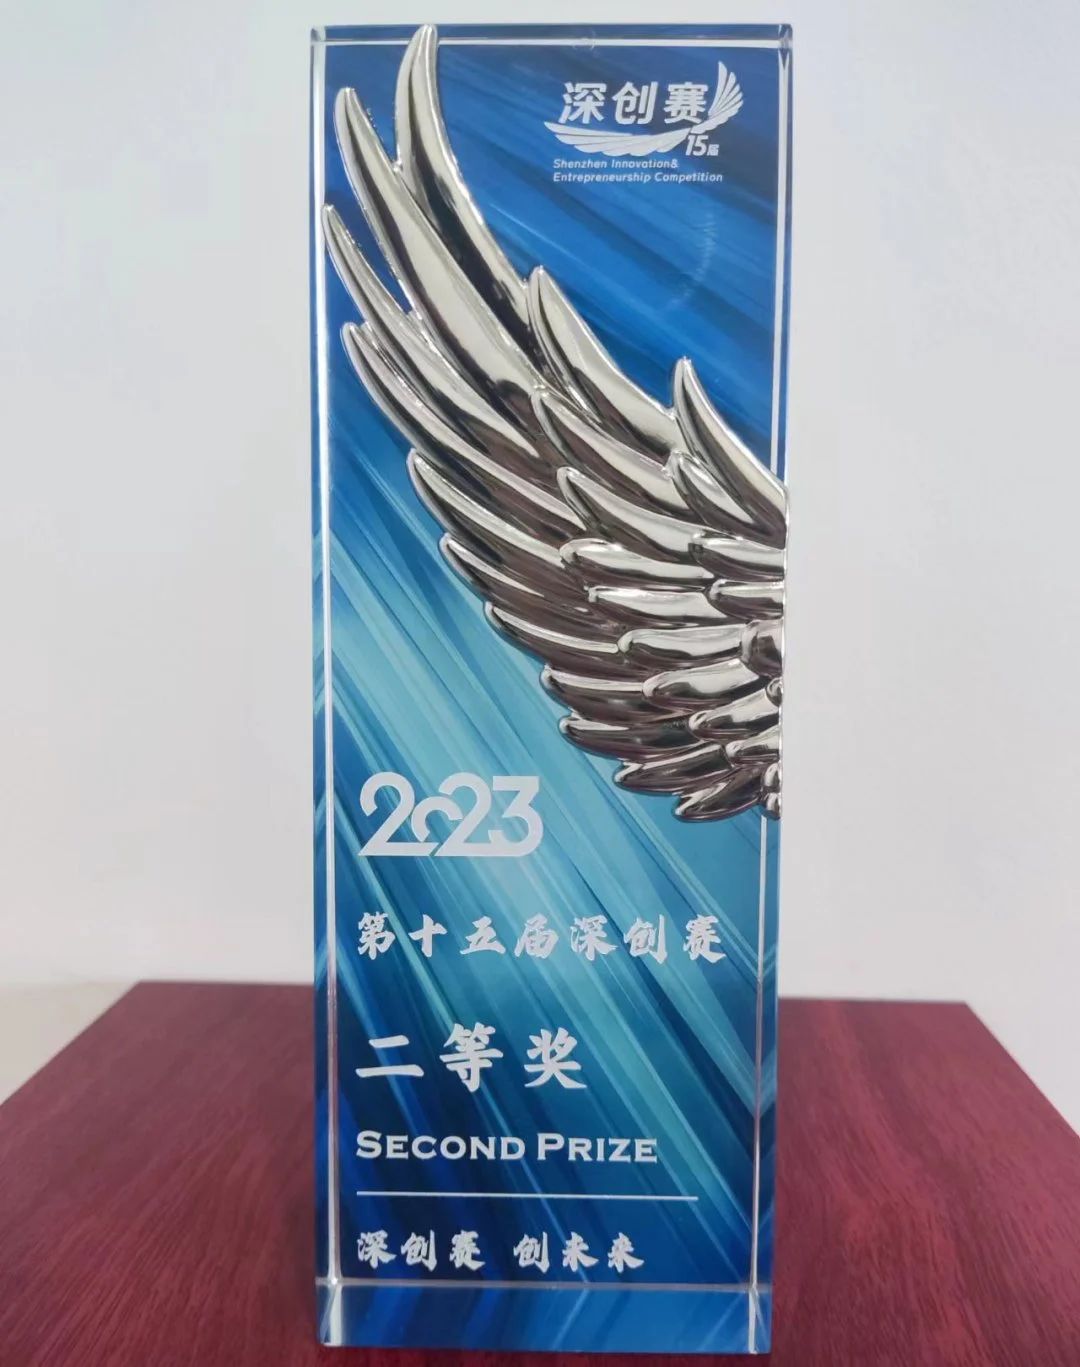 深创赛
15届
Shenzhen Innovation&
Entrepreneurship Competition
2023
第十五届深创赛
二等奖
SECOND PRIZE
深创赛 创未来